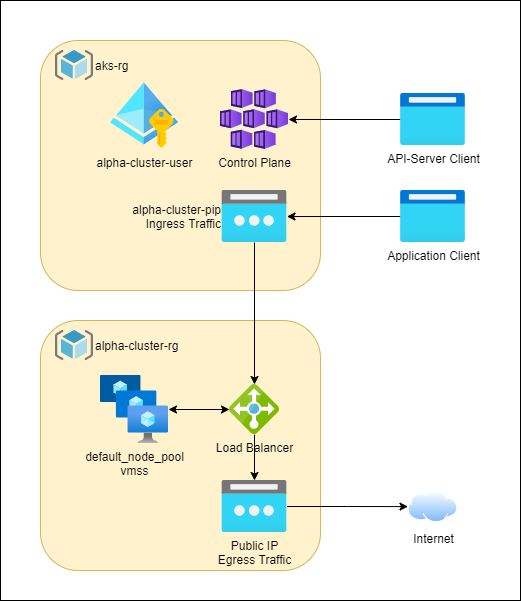 aks-rg
alpha-cluster-user
Control Plane
API-Server Client
alpha-cluster-pip
Ingress Traffic
Application Client
alpha-cluster-rg
default_node_pool
vmss
Load Balancer
Public IP
Egress Traffic
Internet